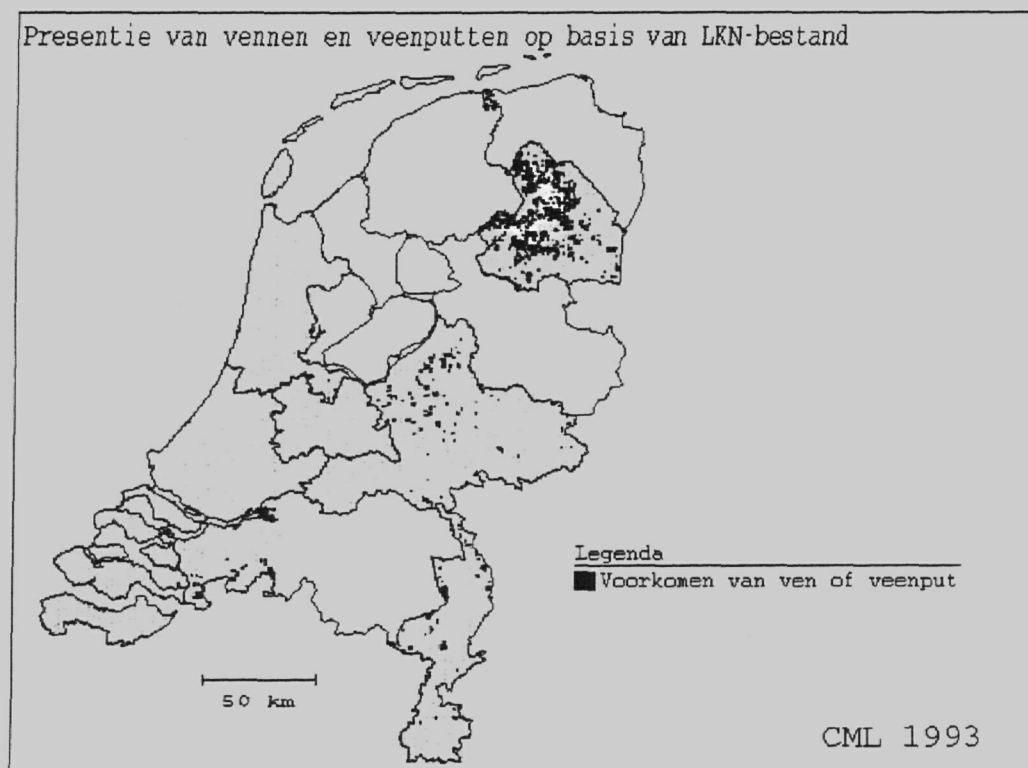 Presentie van vennen en veenputten op basis van LKN-bestand
Legenda
Voorkomen van ven of veenput
50 km
CML 1993